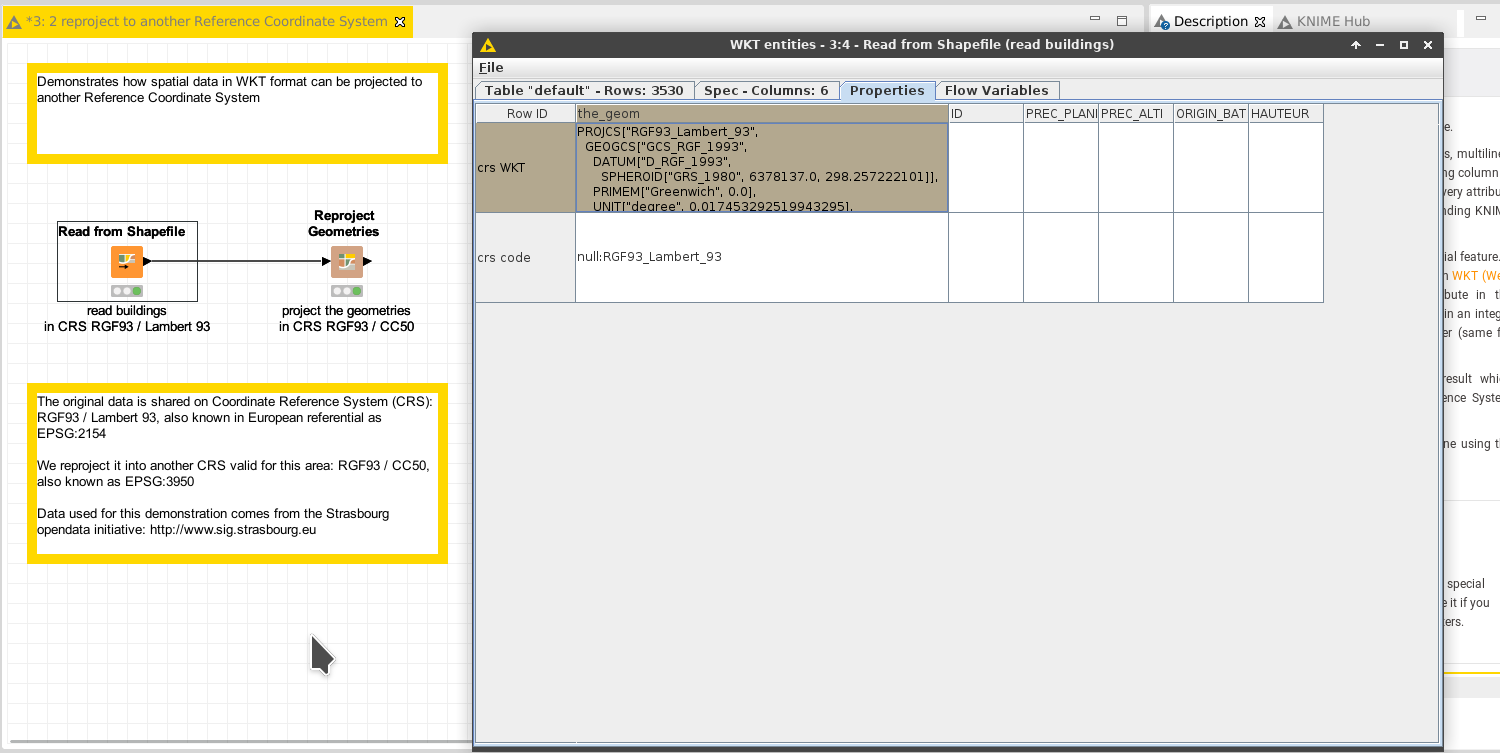 *3: 2 reproject to another Reference Coordinate System
Description
KNIME Hub
Demonstrates how spatial data in WKT format can be projected to
another Reference Coordinate System
Read from Shapefile
read buildings
in CRS RGF93 / Lambert 93
Reproject
Geometries
project the geometries
in CRS RGF93 / CC50
The original data is shared on Coordinate Reference System (CRS):
RGF93 / Lambert 93, also known in European referential as
EPSG:2154
We reproject it into another CRS valid for this area: RGF93 / CC50,
also known as EPSG:3950
Data used for this demonstration comes from the Strasbourg
opendata initiative: http://www.sig.strasbourg.eu
WKT entities - 3:4 - Read from Shapefile (read buildings)
File
Table "default" - Rows: 3530
Spec - Columns: 6
Properties
Flow Variables
Row ID the_geom ID PREC_PLANI PREC_ALTI ORIGIN_BAT HAUTEUR
crs WKT
PROJCS["RGF93_Lambert_93",
GEOGCS["GCS_RGF_1993",
DATUM["D_RGF_1993",
SPHEROID["GRS_1980", 6378137.0, 298.257222101]],
PRIMEM["Greenwich", 0.0],
UNIT["degree", 0.017453292519943295],
crs code null:RGF93_Lambert_93
e.
s, multiline
ng column
very attribu
nding KNIM
ial feature.
n WKT (We
bute in th
in an integ
er (same f
result whic
ence Syste
ne using th
special
e it if you
ters.